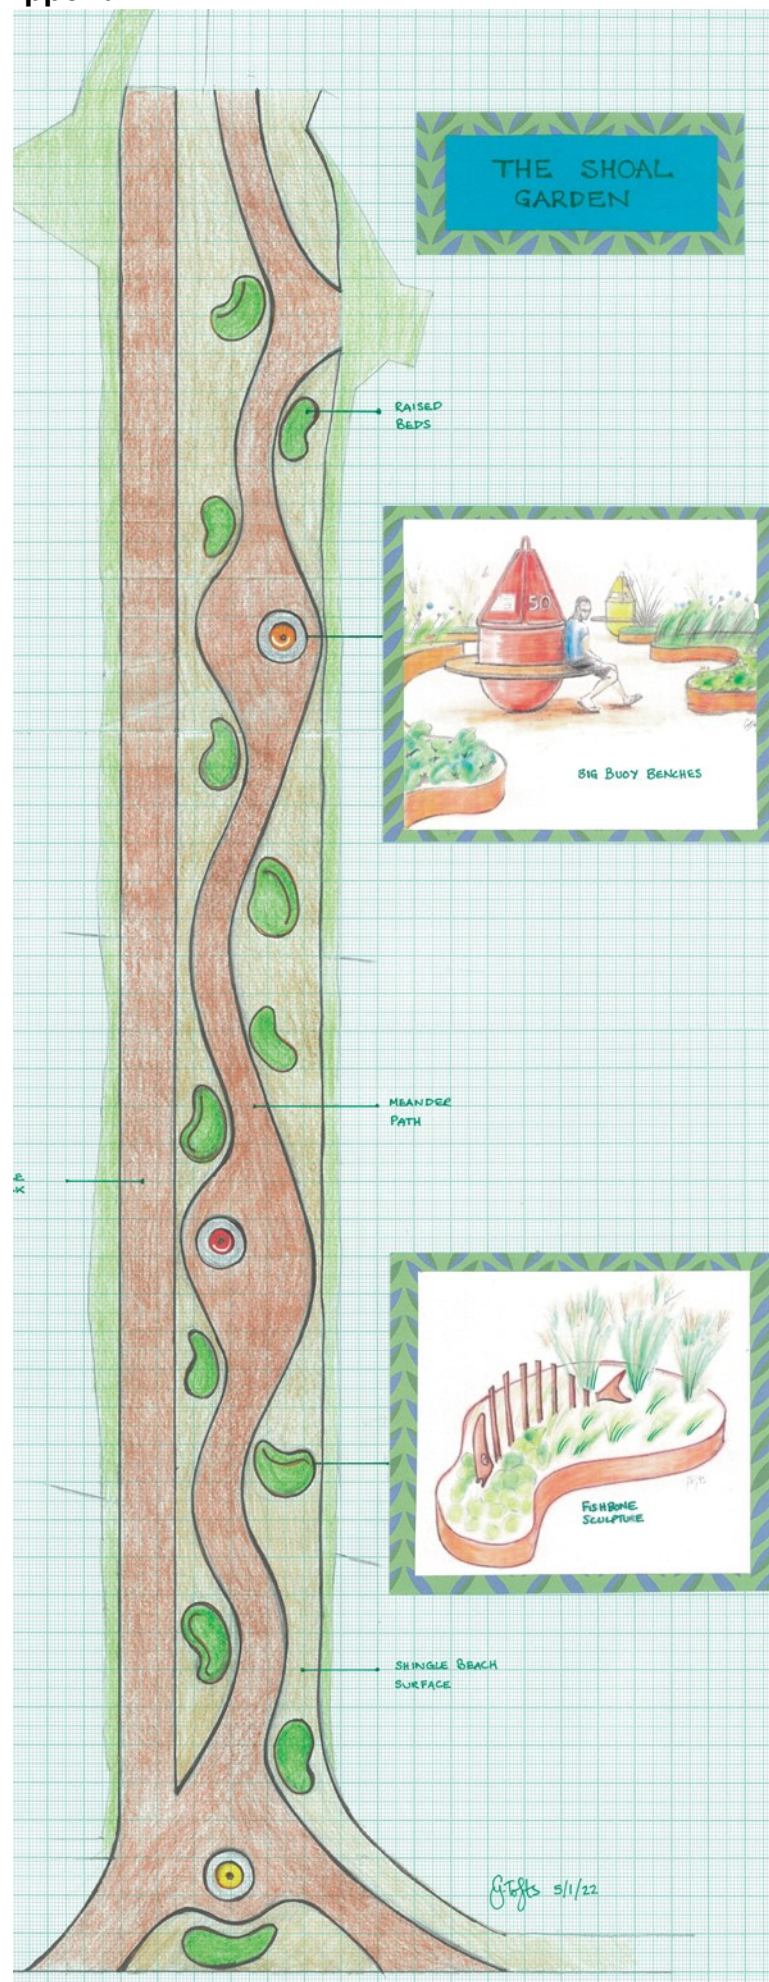 THE SHOAL
GARDEN
RAISED
BEDS
50
BIG BUOY BENCHES
MEANDER
PATH
FISHBONE
SCULPTURE
SHINGLE BEACH
SURFACE
G.Tofts 5/1/22